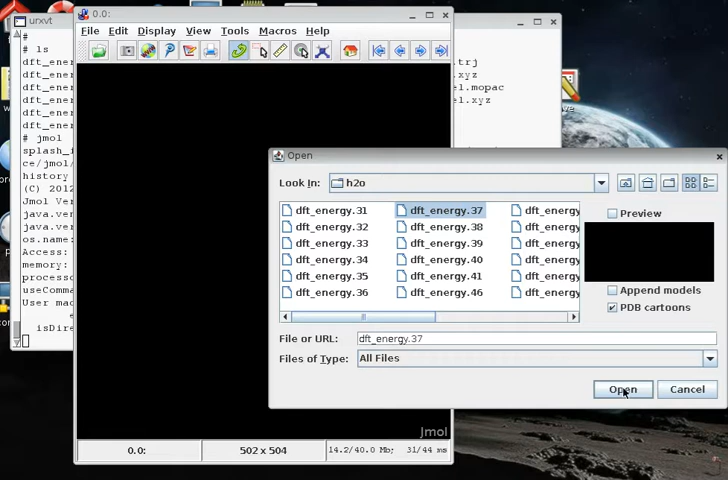 urxvt
#
# ls
dft_ener
dft_ener
dft_ener
dft_ener
dft_ener
# jmol
splash_
ce/jmol/
history
(C) 2012
Jmol Ver
java.ver
java.ver
os.name:
Access:
memory:
processo
useComma
User mac
e
isDire
0.0:
File Edit Display View Tools Macros Help
.trj
.xyz
el.mopac
el.xyz
Open
Look In: h2o
dft_energy.31 dft_energy.37 dft_energy
dft_energy.32 dft_energy.38 dft_energy
dft_energy.33 dft_energy.39 dft_energy
dft_energy.34 dft_energy.40 dft_energy
dft_energy.35 dft_energy.41 dft_energy
dft_energy.36 dft_energy.46 dft_energy
Preview
Append models
PDB cartoons
File or URL: dft_energy.37
Files of Type: All Files
Open Cancel
Jmol
0.0: 502 x 504 14.2/40.0 Mb; 31/44 ms